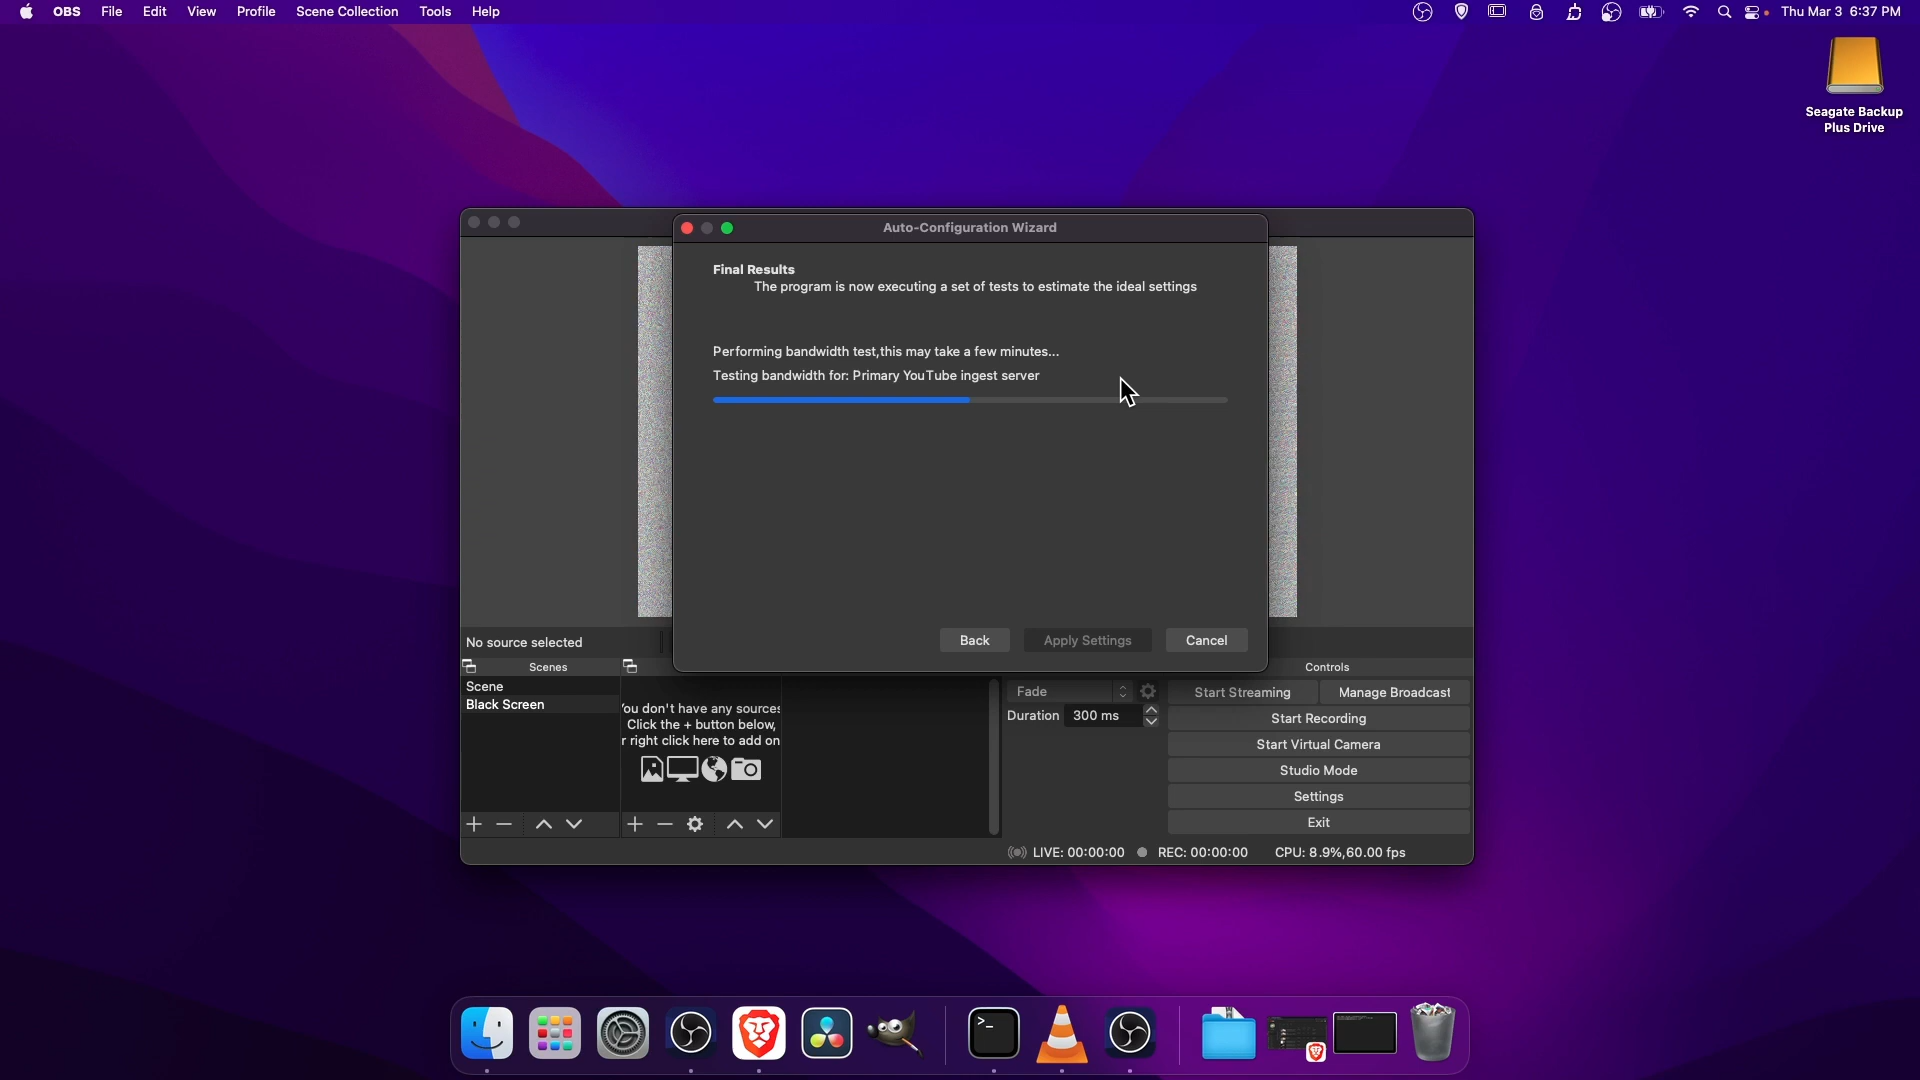 OBS File Edit View Profile Scene Collection Tools Help
Thu Mar 3 6:37 PM
Seagate Backup
Plus Drive
Auto-Configuration Wizard
Final Results
The program is now executing a set of tests to estimate the ideal settings
Performing bandwidth test,this may take a few minutes...
Testing bandwidth for: Primary YouTube ingest server
Back Apply Settings Cancel
No source selected
Scenes
Controls
Scene
Black Screen
ou don't have any sources
Click the + button below,
r right click here to add on
Fade
Duration 300 ms
Start Streaming Manage Broadcast
Start Recording
Start Virtual Camera
Studio Mode
Settings
Exit
LIVE: 00:00:00 REC: 00:00:00 CPU: 8.9%,60.00 fps